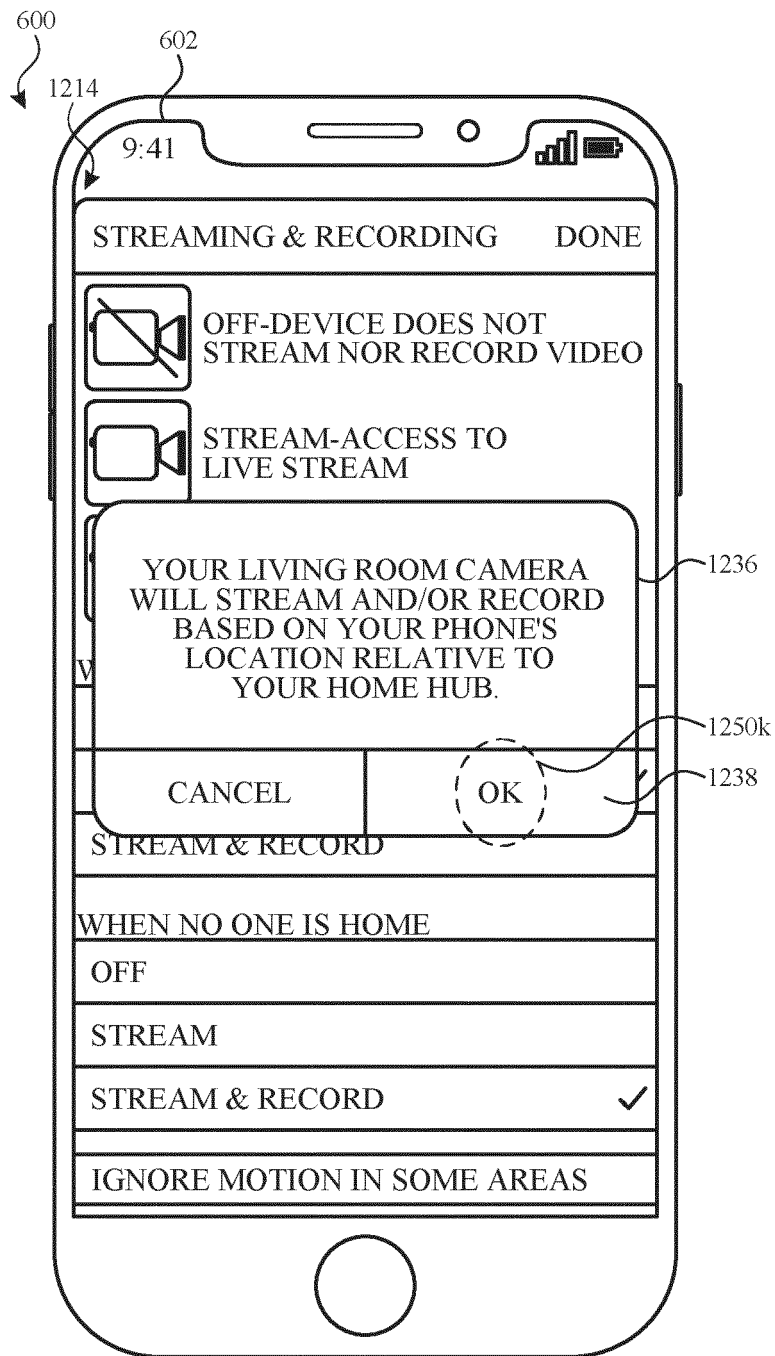 600
602
1214
9:41
STREAMING & RECORDING DONE
OFF-DEVICE DOES NOT
STREAM NOR RECORD VIDEO
STREAM-ACCESS TO
LIVE STREAM
YOUR LIVING ROOM CAMERA
WILL STREAM AND/OR RECORD
BASED ON YOUR PHONE'S
LOCATION RELATIVE TO
YOUR HOME HUB.
1236
1250k
CANCEL OK
1238
STREAM & RECORD
WHEN NO ONE IS HOME
OFF
STREAM
STREAM & RECORD
IGNORE MOTION IN SOME AREAS